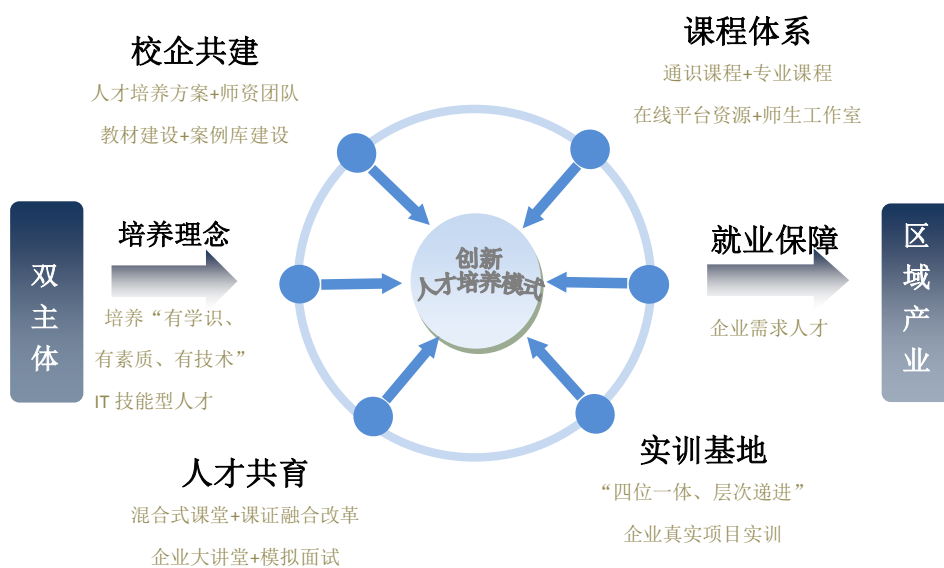 校企共建
人才培养方案+师资团队
教材建设+案例库建设
课程体系
通识课程+专业课程
在线平台资源+师生工作室
双主体
培养理念
培养“有学识、
有素质、有技术”
IT 技能型人才
创新
人才培养模式
就业保障
企业需求人才
区域产业
人才共育
混合式课堂+课证融合改革
企业大讲堂+模拟面试
实训基地
“四位一体、层次递进”
企业真实项目实训